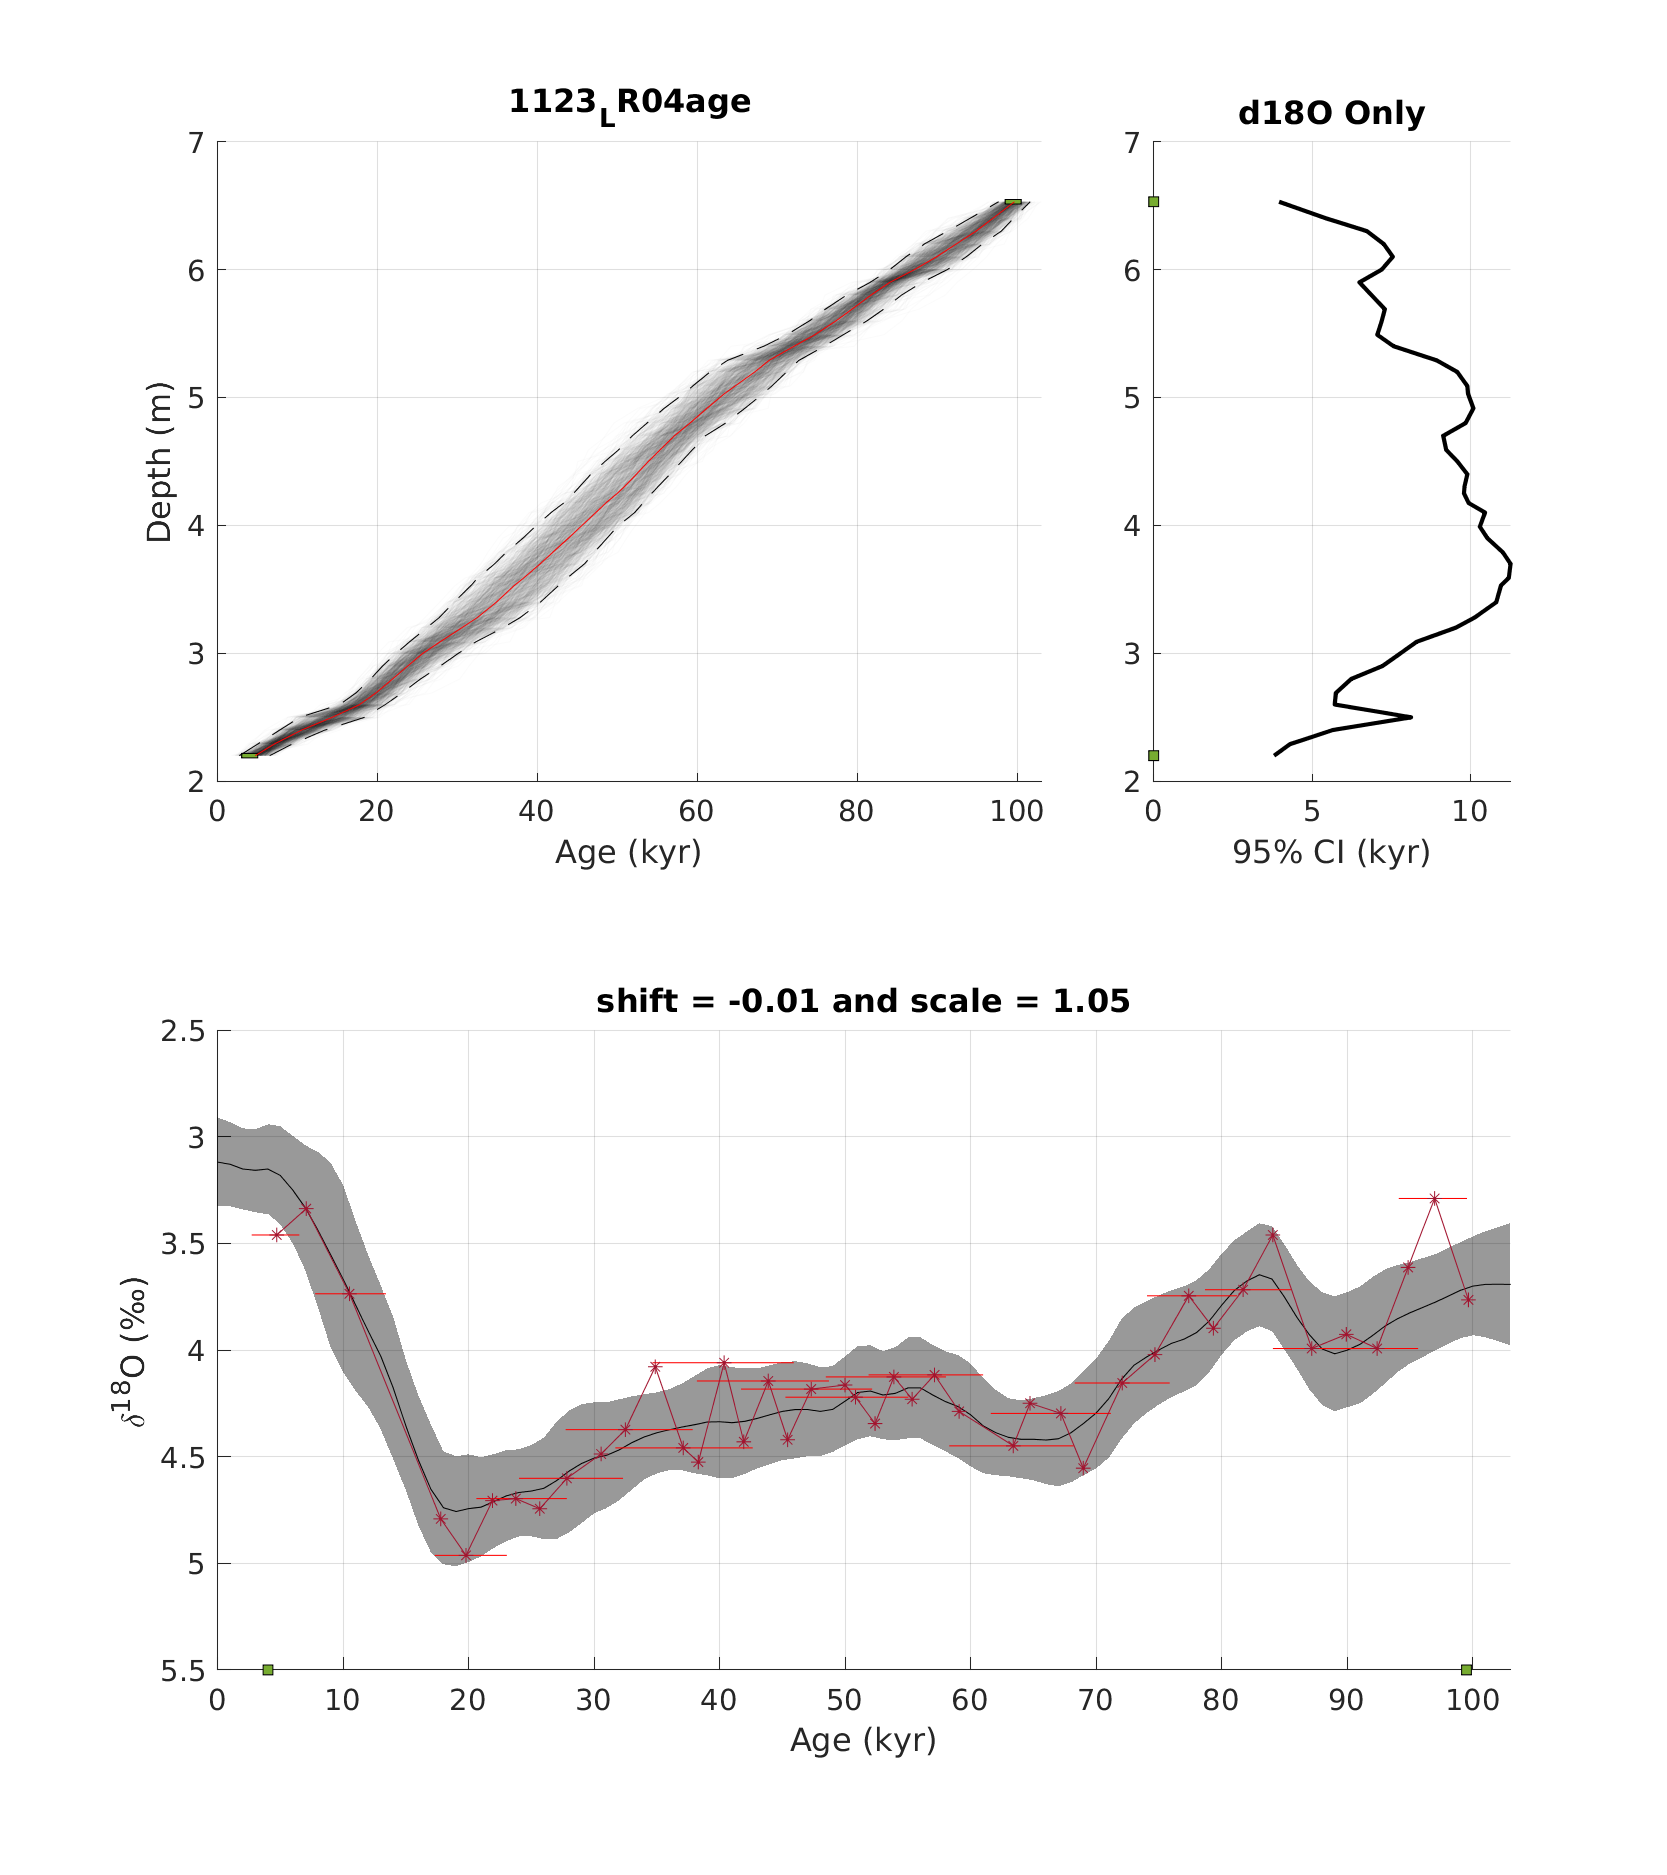 1123LR04age
d18O Only
7
6
5
4
3
2
Depth (m)
0 20 40 60 80 100
Age (kyr)
7
6
5
4
3
2
0 5 10
95% CI (kyr)
shift = -0.01 and scale = 1.05
2.5
3
3.5
4
4.5
5
5.5
δ18O (‰)
0 10 20 30 40 50 60 70 80 90 100
Age (kyr)